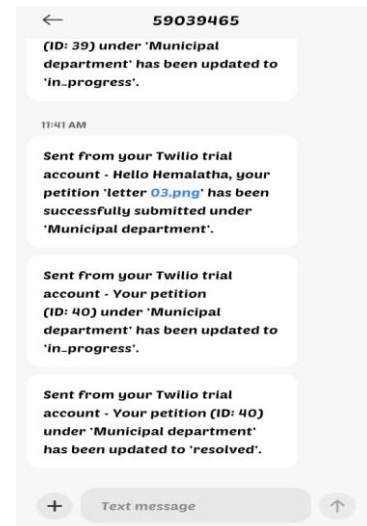 59039465
(ID: 39) under 'Municipal
department' has been updated to
'in_progress'.
11:41 AM
Sent from your Twilio trial
account - Hello Hemalatha, your
petition 'letter 03.png' has been
successfully submitted under
'Municipal department'.
Sent from your Twilio trial
account - Your petition
(ID: 40) under 'Municipal
department' has been updated to
'in_progress'.
Sent from your Twilio trial
account - Your petition (ID: 40)
under 'Municipal department'
has been updated to 'resolved'.
Text message